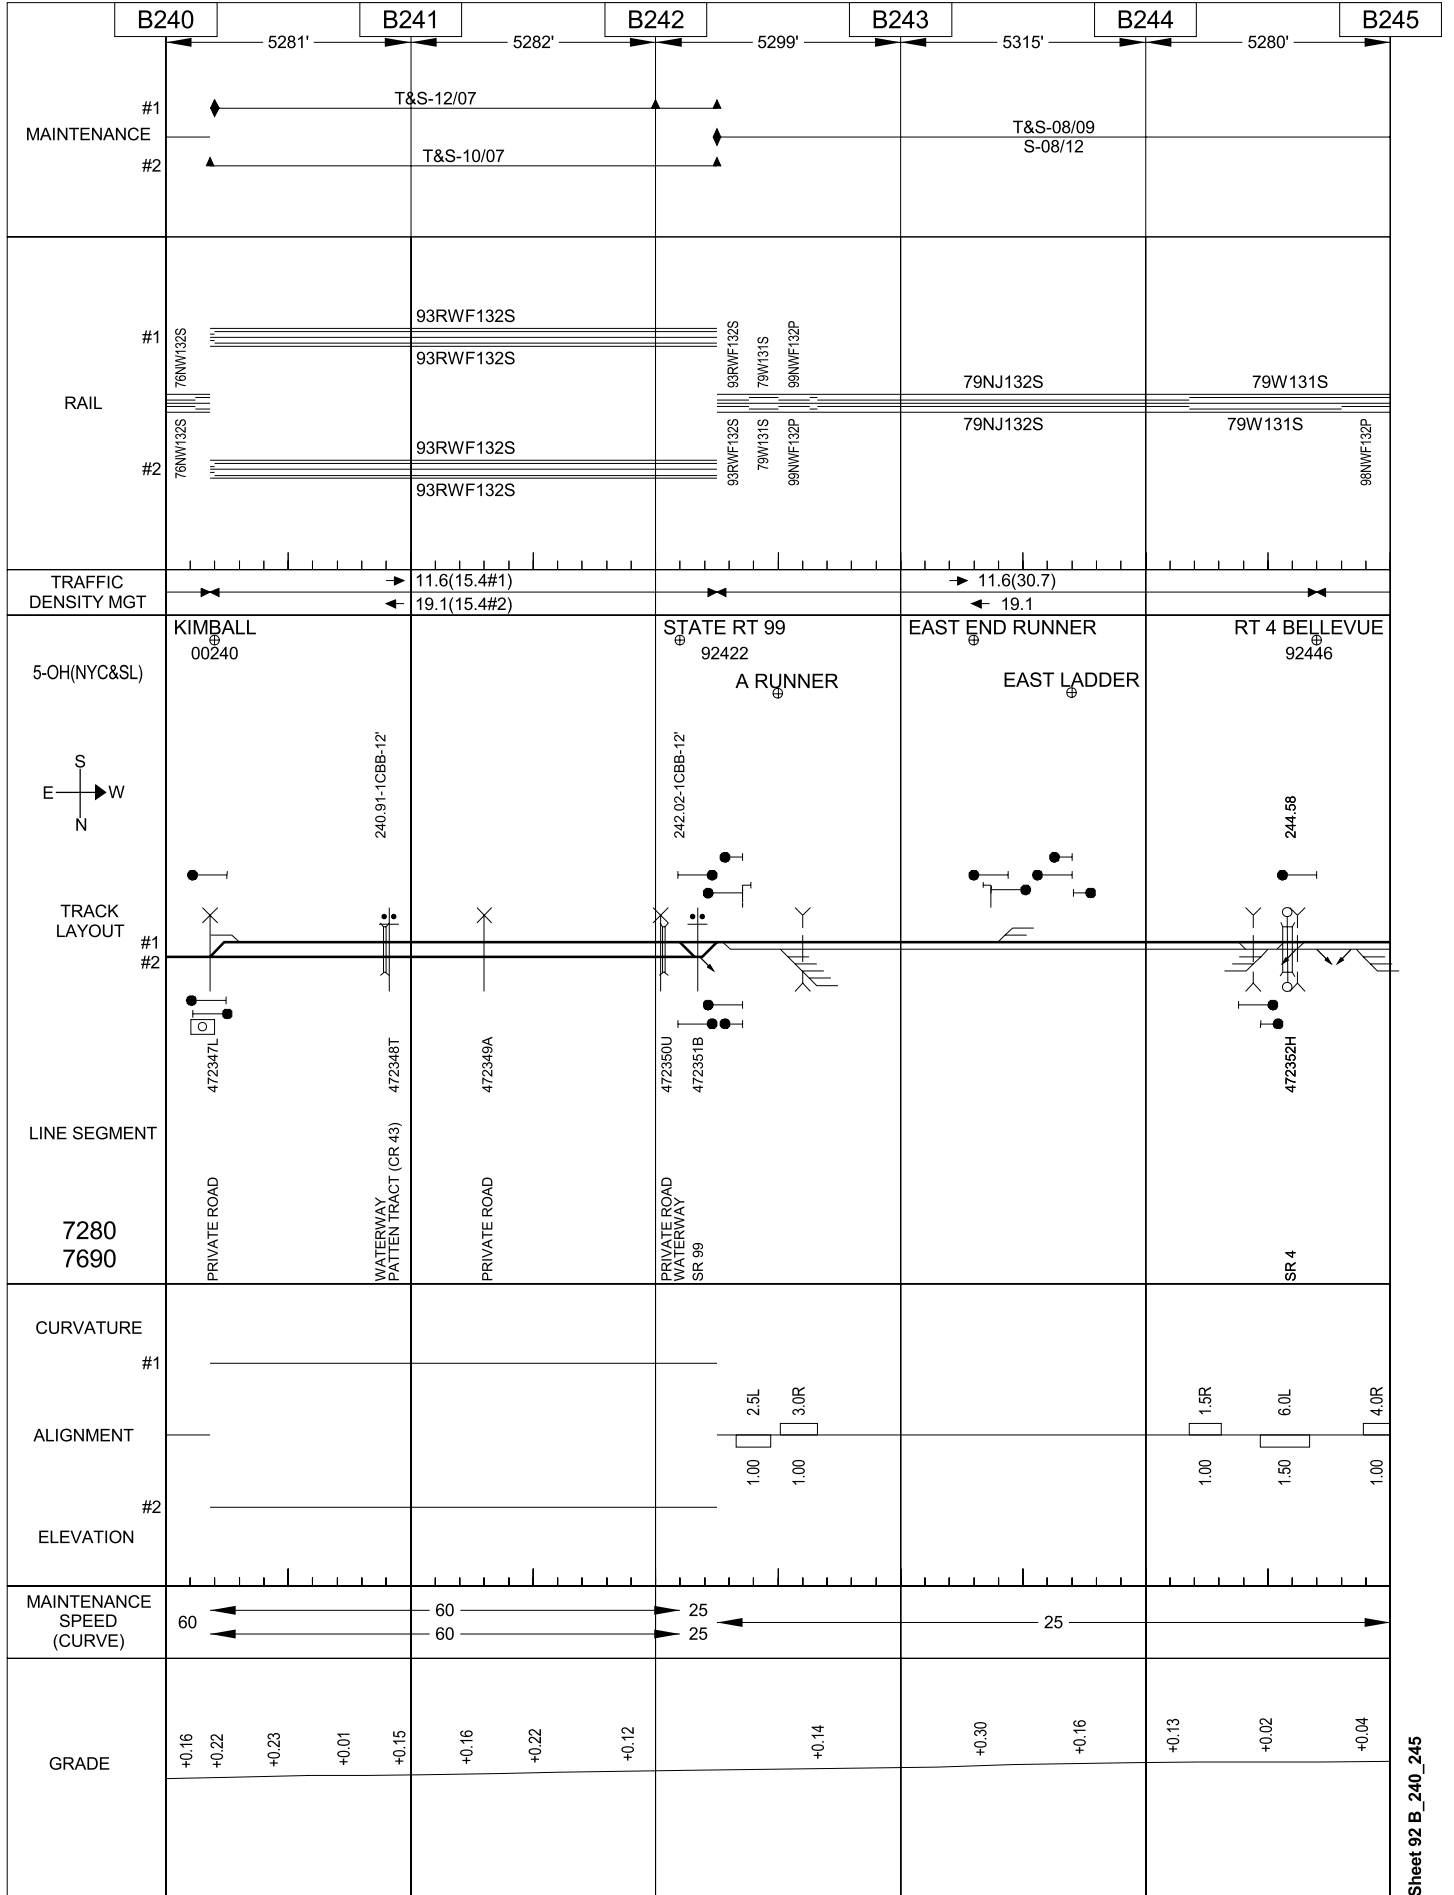 B240 B241 B242 B243 B244 B245
5281' 5282' 5299' 5315' 5280'
MAINTENANCE
#1
T&S-12/07
T&S-08/09
S-08/12
#2
T&S-10/07
RAIL
#1
93RWF132S
93RWF132S
76NW132S
93RWF132S
79W131S
99NWF132P
79NJ132S
79W131S
79NJ132S
79W131S
#2
93RWF132S
93RWF132S
76NW132S
93RWF132S
79W131S
99NWF132P
98NWF132P
TRAFFIC
DENSITY MGT
11.6(15.4#1)
19.1(15.4#2)
11.6(30.7)
19.1
5-OH(NYC&SL)
KIMBALL
00240
STATE RT 99
92422
A RUNNER
EAST END RUNNER
EAST LADDER
RT 4 BELLEVUE
92446
S
E W
N
240.91-1CBB-12'
242.02-1CBB-12'
244.58
TRACK
LAYOUT
#1
#2
472347L
472348T
472349A
472350U
472351B
472352H
LINE SEGMENT
7280
7690
PRIVATE ROAD
WATERWAY
PATTEN TRACT (CR 43)
PRIVATE ROAD
PRIVATE ROAD
WATERWAY
SR 99
SR 4
CURVATURE
#1
ALIGNMENT
2.5L
3.0R
1.5R
6.0L
4.0R
1.00
1.00
1.00
1.50
1.00
#2
ELEVATION
MAINTENANCE
SPEED
(CURVE)
60
60 25
60 25
25
GRADE
+0.16
+0.22
+0.23
+0.01
+0.15
+0.16
+0.22
+0.12
+0.14
+0.30
+0.16
+0.13
+0.02
+0.04
Sheet 92 B_240_245